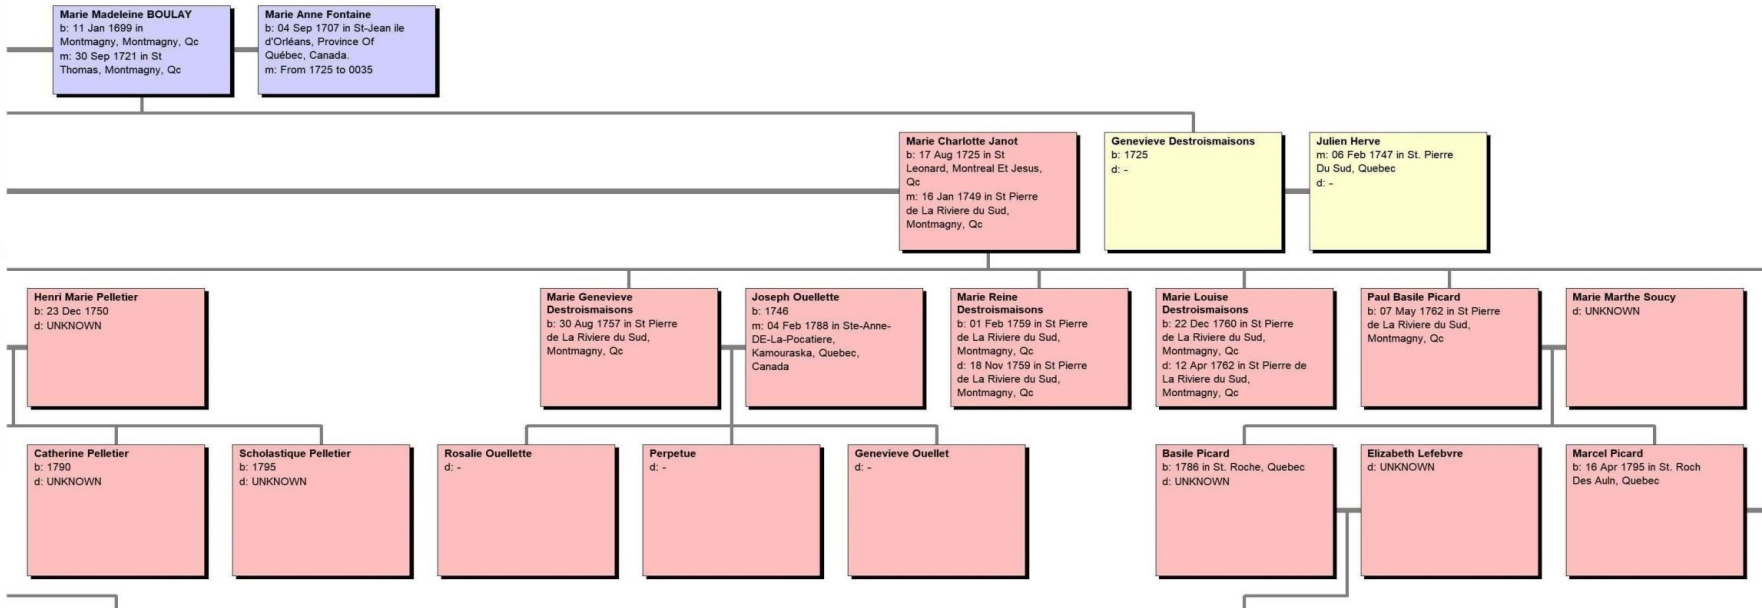 Marie Madeleine BOULAY
b: 11 Jan 1699 in
Montmagny, Montmagny, Qc
m: 30 Sep 1721 in St
Thomas, Montmagny, Qc
Marie Anne Fontaine
b: 04 Sep 1707 in St-Jean ile
d'Orléans, Province Of
Québec, Canada.
m: From 1725 to 0035
Marie Charlotte Janot
b: 17 Aug 1725 in St
Leonard, Montreal Et Jesus,
Qc
m: 16 Jan 1749 in St Pierre
de La Riviere du Sud,
Montmagny, Qc
Genevieve Destroismaisons
b: 1725
d: -
Julien Herve
m: 06 Feb 1747 in St. Pierre
Du Sud, Quebec
d: -
Henri Marie Pelletier
b: 23 Dec 1750
d: UNKNOWN
Marie Genevieve
Destroismaisons
b: 30 Aug 1757 in St Pierre
de La Riviere du Sud,
Montmagny, Qc
Joseph Ouellette
b: 1746
m: 04 Feb 1788 in Ste-Anne-
DE-La-Pocatiere,
Kamouraska, Quebec,
Canada
Marie Reine
Destroismaisons
b: 01 Feb 1759 in St Pierre
de La Riviere du Sud,
Montmagny, Qc
d: 18 Nov 1759 in St Pierre
de La Riviere du Sud,
Montmagny, Qc
Marie Louise
Destroismaisons
b: 22 Dec 1760 in St Pierre
de La Riviere du Sud,
Montmagny, Qc
d: 12 Apr 1762 in St Pierre de
La Riviere du Sud,
Montmagny, Qc
Paul Basile Picard
b: 07 May 1762 in St Pierre
de La Riviere du Sud,
Montmagny, Qc
Marie Marthe Soucy
d: UNKNOWN
Catherine Pelletier
b: 1790
d: UNKNOWN
Scholastique Pelletier
b: 1795
d: UNKNOWN
Rosalie Ouellette
d: -
Perpetue
d: -
Genevieve Ouellet
d: -
Basile Picard
b: 1786 in St. Roche, Quebec
d: UNKNOWN
Elizabeth Lefebvre
d: UNKNOWN
Marcel Picard
b: 16 Apr 1795 in St. Roch
Des Auln, Quebec